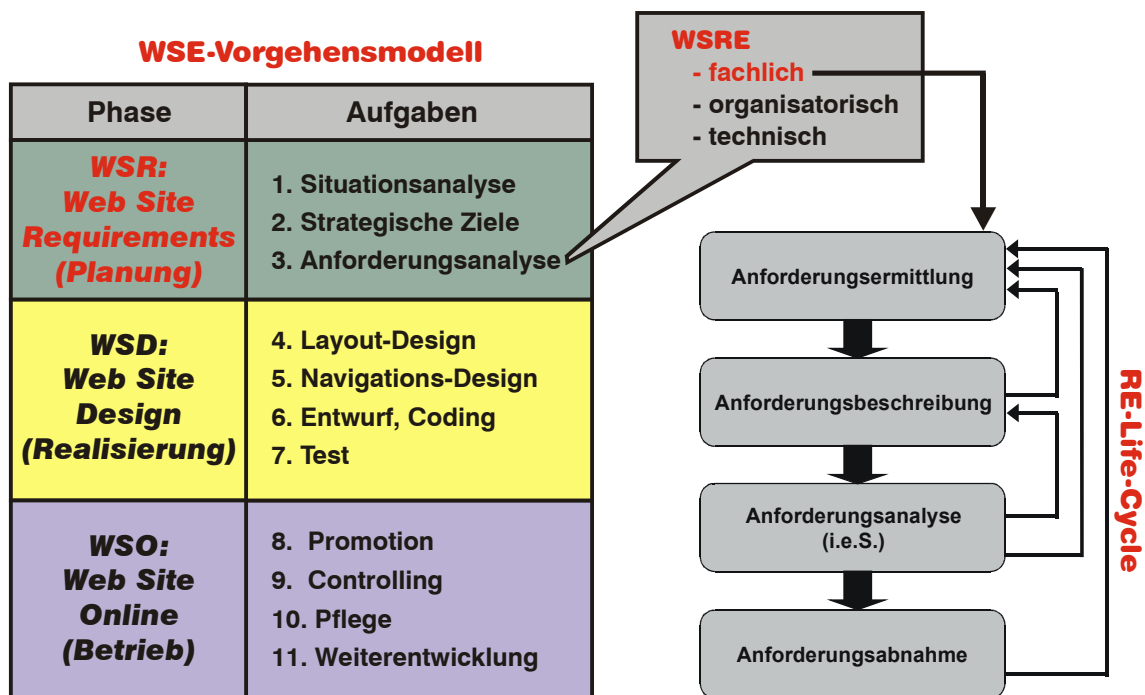 WSE-Vorgehensmodell
Phase
Aufgaben
WSR:
Web Site
Requirements
(Planung)
1. Situationsanalyse
2. Strategische Ziele
3. Anforderungsanalyse
WSD:
Web Site
Design
(Realisierung)
4. Layout-Design
5. Navigations-Design
6. Entwurf, Coding
7. Test
WSO:
Web Site
Online
(Betrieb)
8. Promotion
9. Controlling
10. Pflege
11. Weiterentwicklung
WSRE
- fachlich
- organisatorisch
- technisch
Anforderungsermittlung
Anforderungsbeschreibung
Anforderungsanalyse
(i.e.S.)
Anforderungsabnahme
RE-Life-Cycle